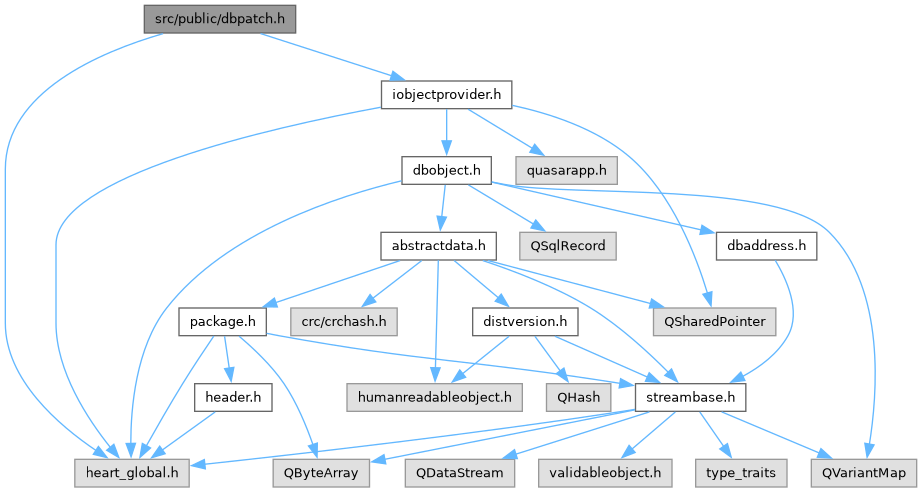 src/public/dbpatch.h
iobjectprovider.h
dbobject.h
quasarapp.h
abstractdata.h
QSqlRecord
dbaddress.h
package.h
crc/crchash.h
distversion.h
QSharedPointer
header.h
humanreadableobject.h
QHash
streambase.h
heart_global.h
QByteArray
QDataStream
validableobject.h
type_traits
QVariantMap